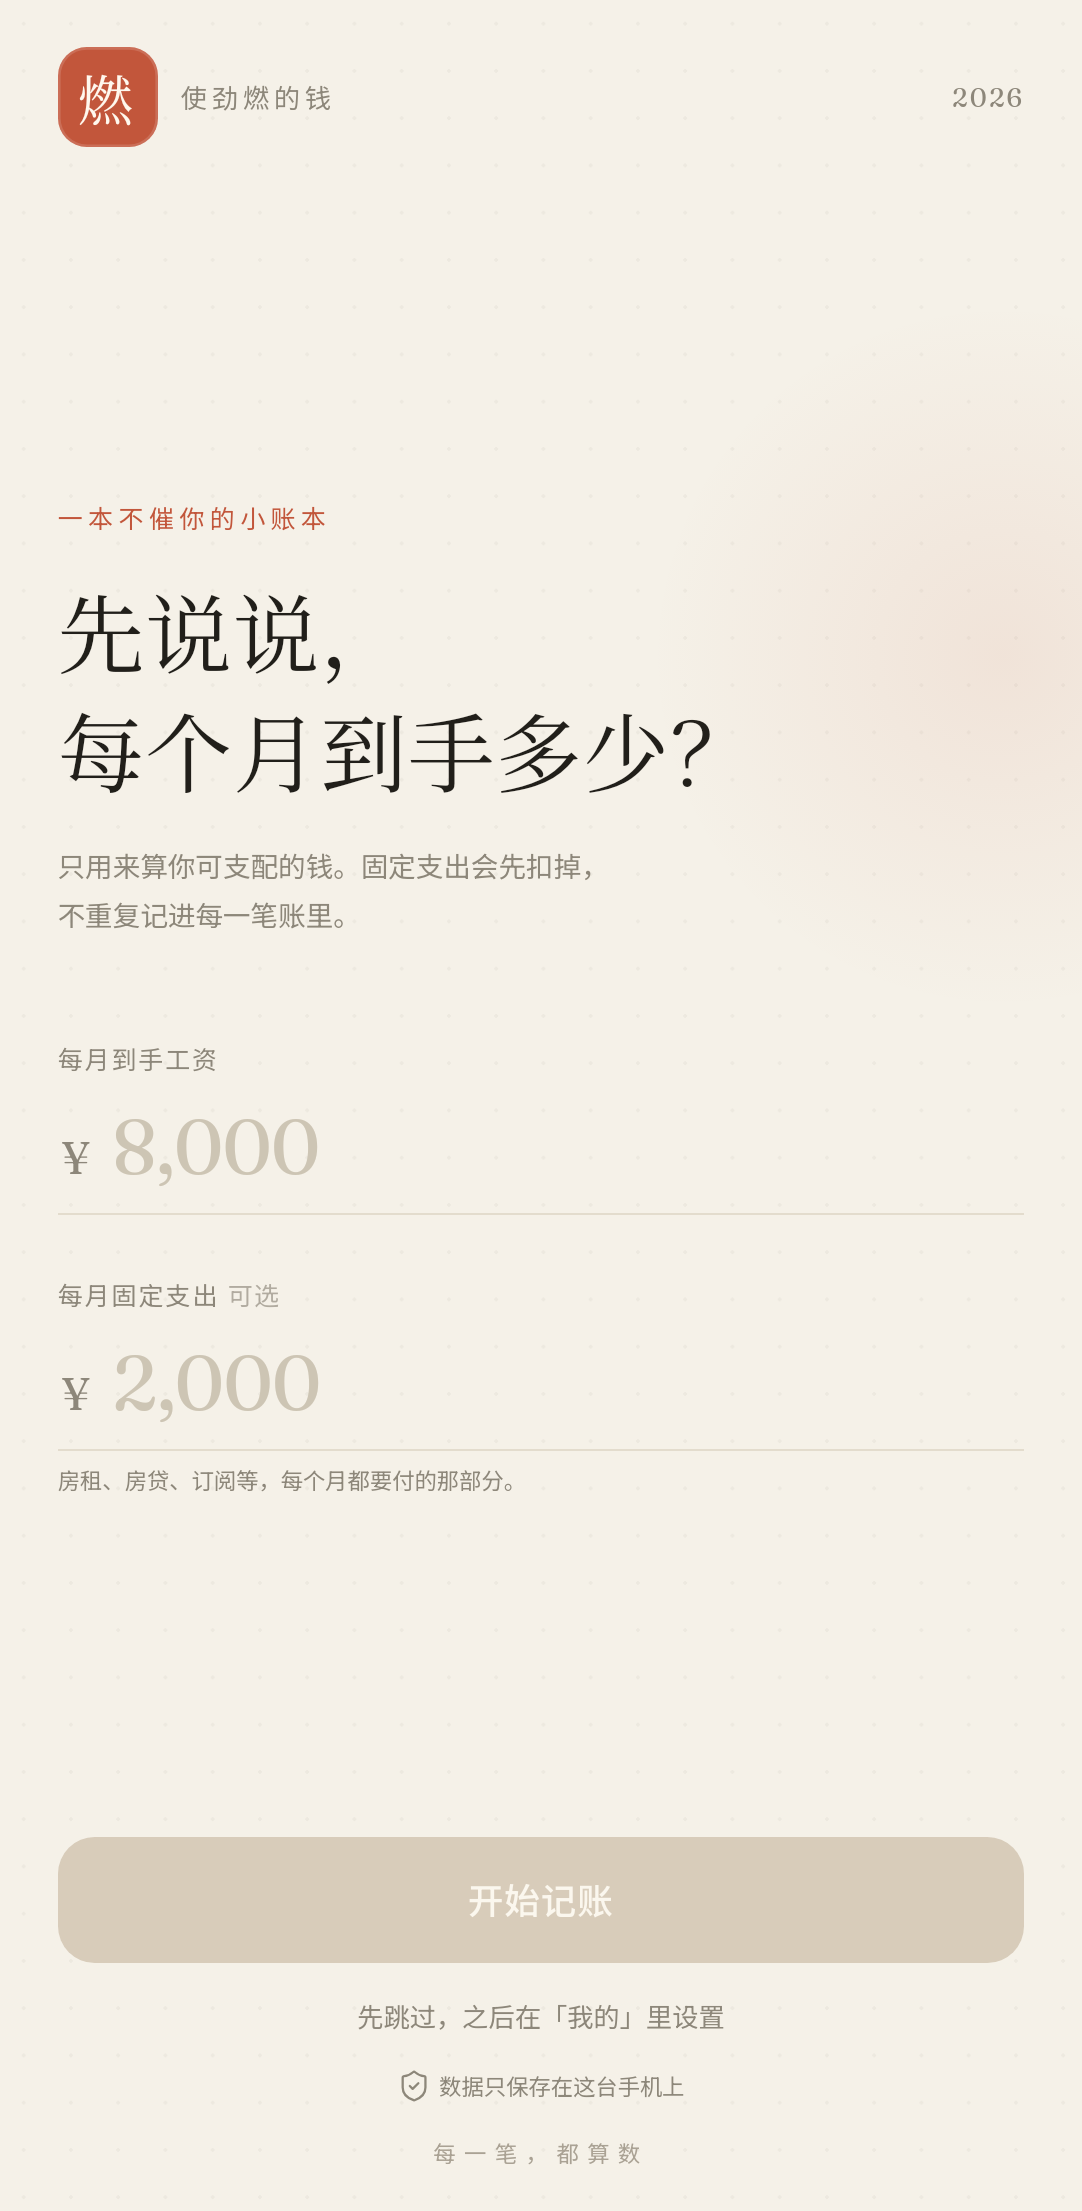 燃
使劲燃的钱
2026
一本不催你的小账本
先说说，
每个月到手多少？
只用来算你可支配的钱。固定支出会先扣掉，
不重复记进每一笔账里。
每月到手工资
¥ 8,000
每月固定支出 可选
¥ 2,000
房租、房贷、订阅等，每个月都要付的那部分。
开始记账
先跳过，之后在「我的」里设置
数据只保存在这台手机上
每一笔，都算数